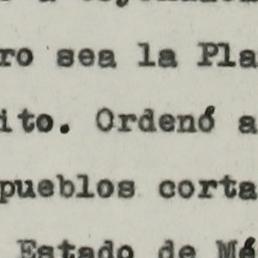 ro sea la Pla
ito. Ordenó a
pueblos corta
Estado de Mé